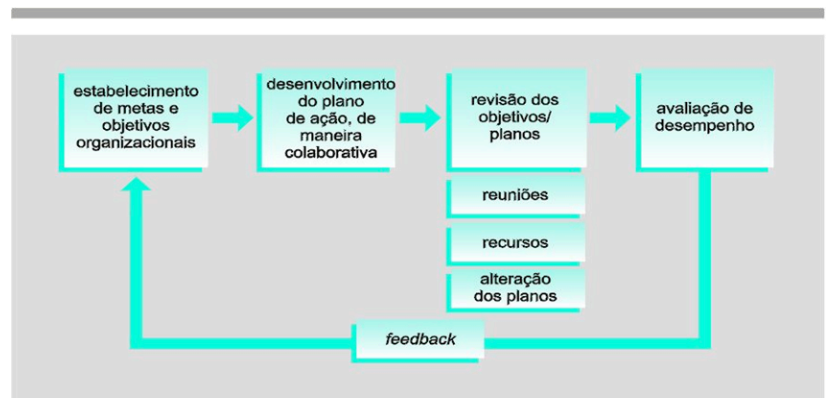 estabelecimento
de metas e
objetivos
organizacionais
desenvolvimento
do plano
de ação, de
maneira
colaborativa
revisão dos
objetivos/
planos
reuniões
recursos
alteração
dos planos
avaliação de
desempenho
feedback